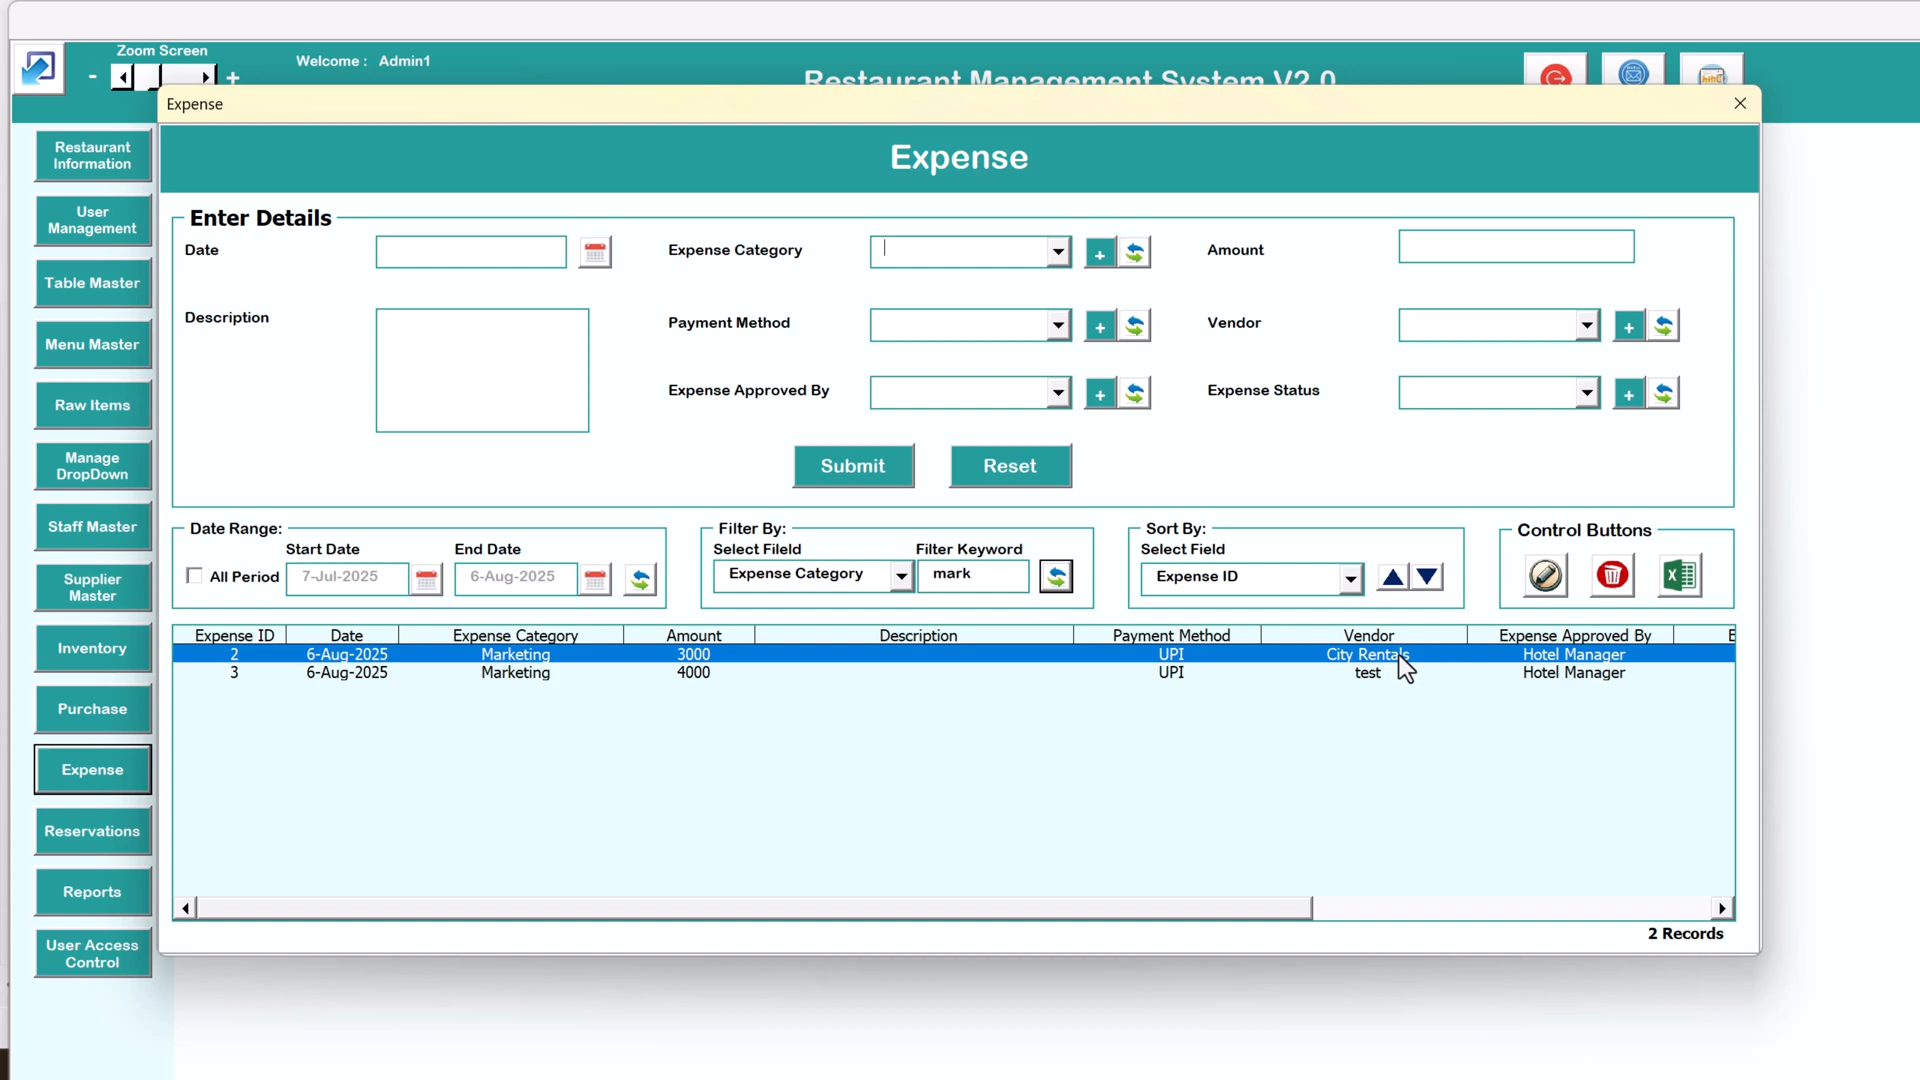 Zoom Screen
- +
Welcome : Admin1
Restaurant Management System V2.0
Expense
Expense
Restaurant
Information
User
Management
Table Master
Menu Master
Raw Items
Manage
DropDown
Staff Master
Supplier
Master
Inventory
Purchase
Expense
Reservations
Reports
User Access
Control
Enter Details
Date
Expense Category
+
Amount
Description
Payment Method
+
Vendor
+
Expense Approved By
+
Expense Status
+
Submit
Reset
Date Range:
Start Date
End Date
All Period
7-Jul-2025
6-Aug-2025
Filter By:
Select Fileld
Filter Keyword
Expense Category
mark
Sort By:
Select Field
Expense ID
Control Buttons
Expense ID Date Expense Category Amount Description Payment Method Vendor Expense Approved By E
2 6-Aug-2025 Marketing 3000 UPI City Rentals Hotel Manager
3 6-Aug-2025 Marketing 4000 UPI test Hotel Manager
2 Records